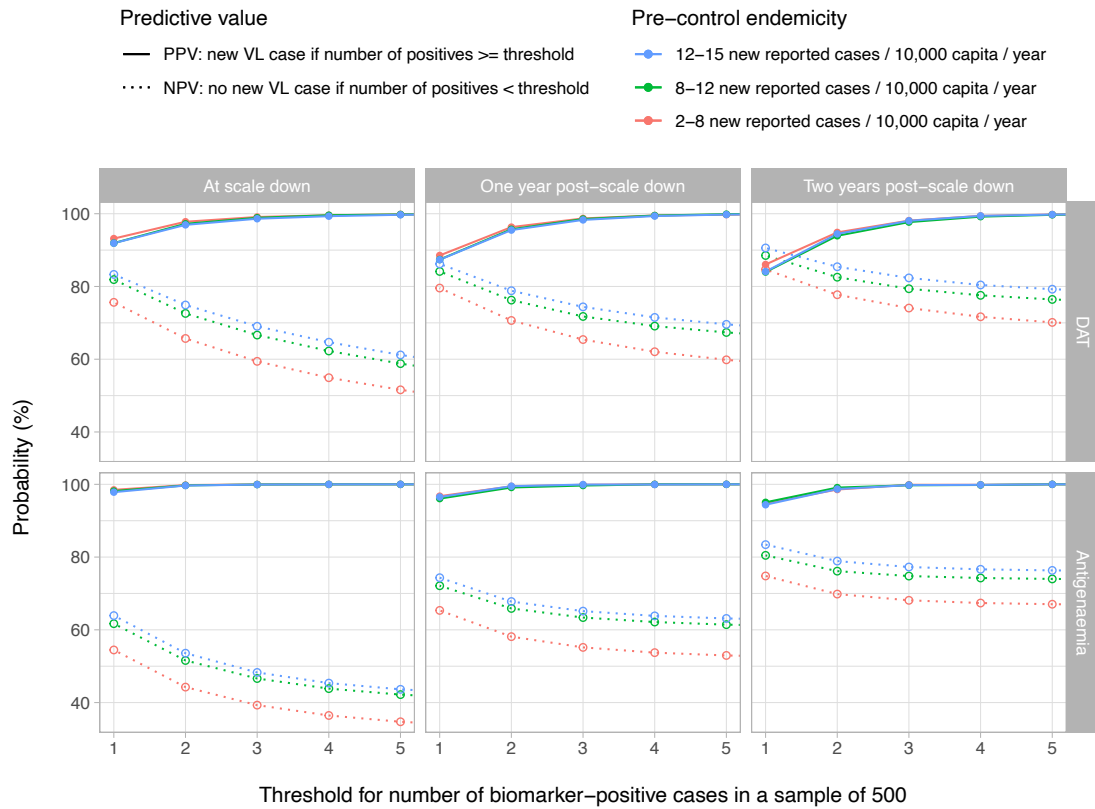 Predictive value
PPV: new VL case if number of positives >= threshold
NPV: no new VL case if number of positives < threshold
Pre−control endemicity
12−15 new reported cases / 10,000 capita / year
8−12 new reported cases / 10,000 capita / year
2−8 new reported cases / 10,000 capita / year
At scale down
One year post−scale down
Two years post−scale down
Probability (%)
100
80
60
40
DAT
100
80
60
40
Antigenaemia
1 2 3 4 5
1 2 3 4 5
1 2 3 4 5
Threshold for number of biomarker−positive cases in a sample of 500